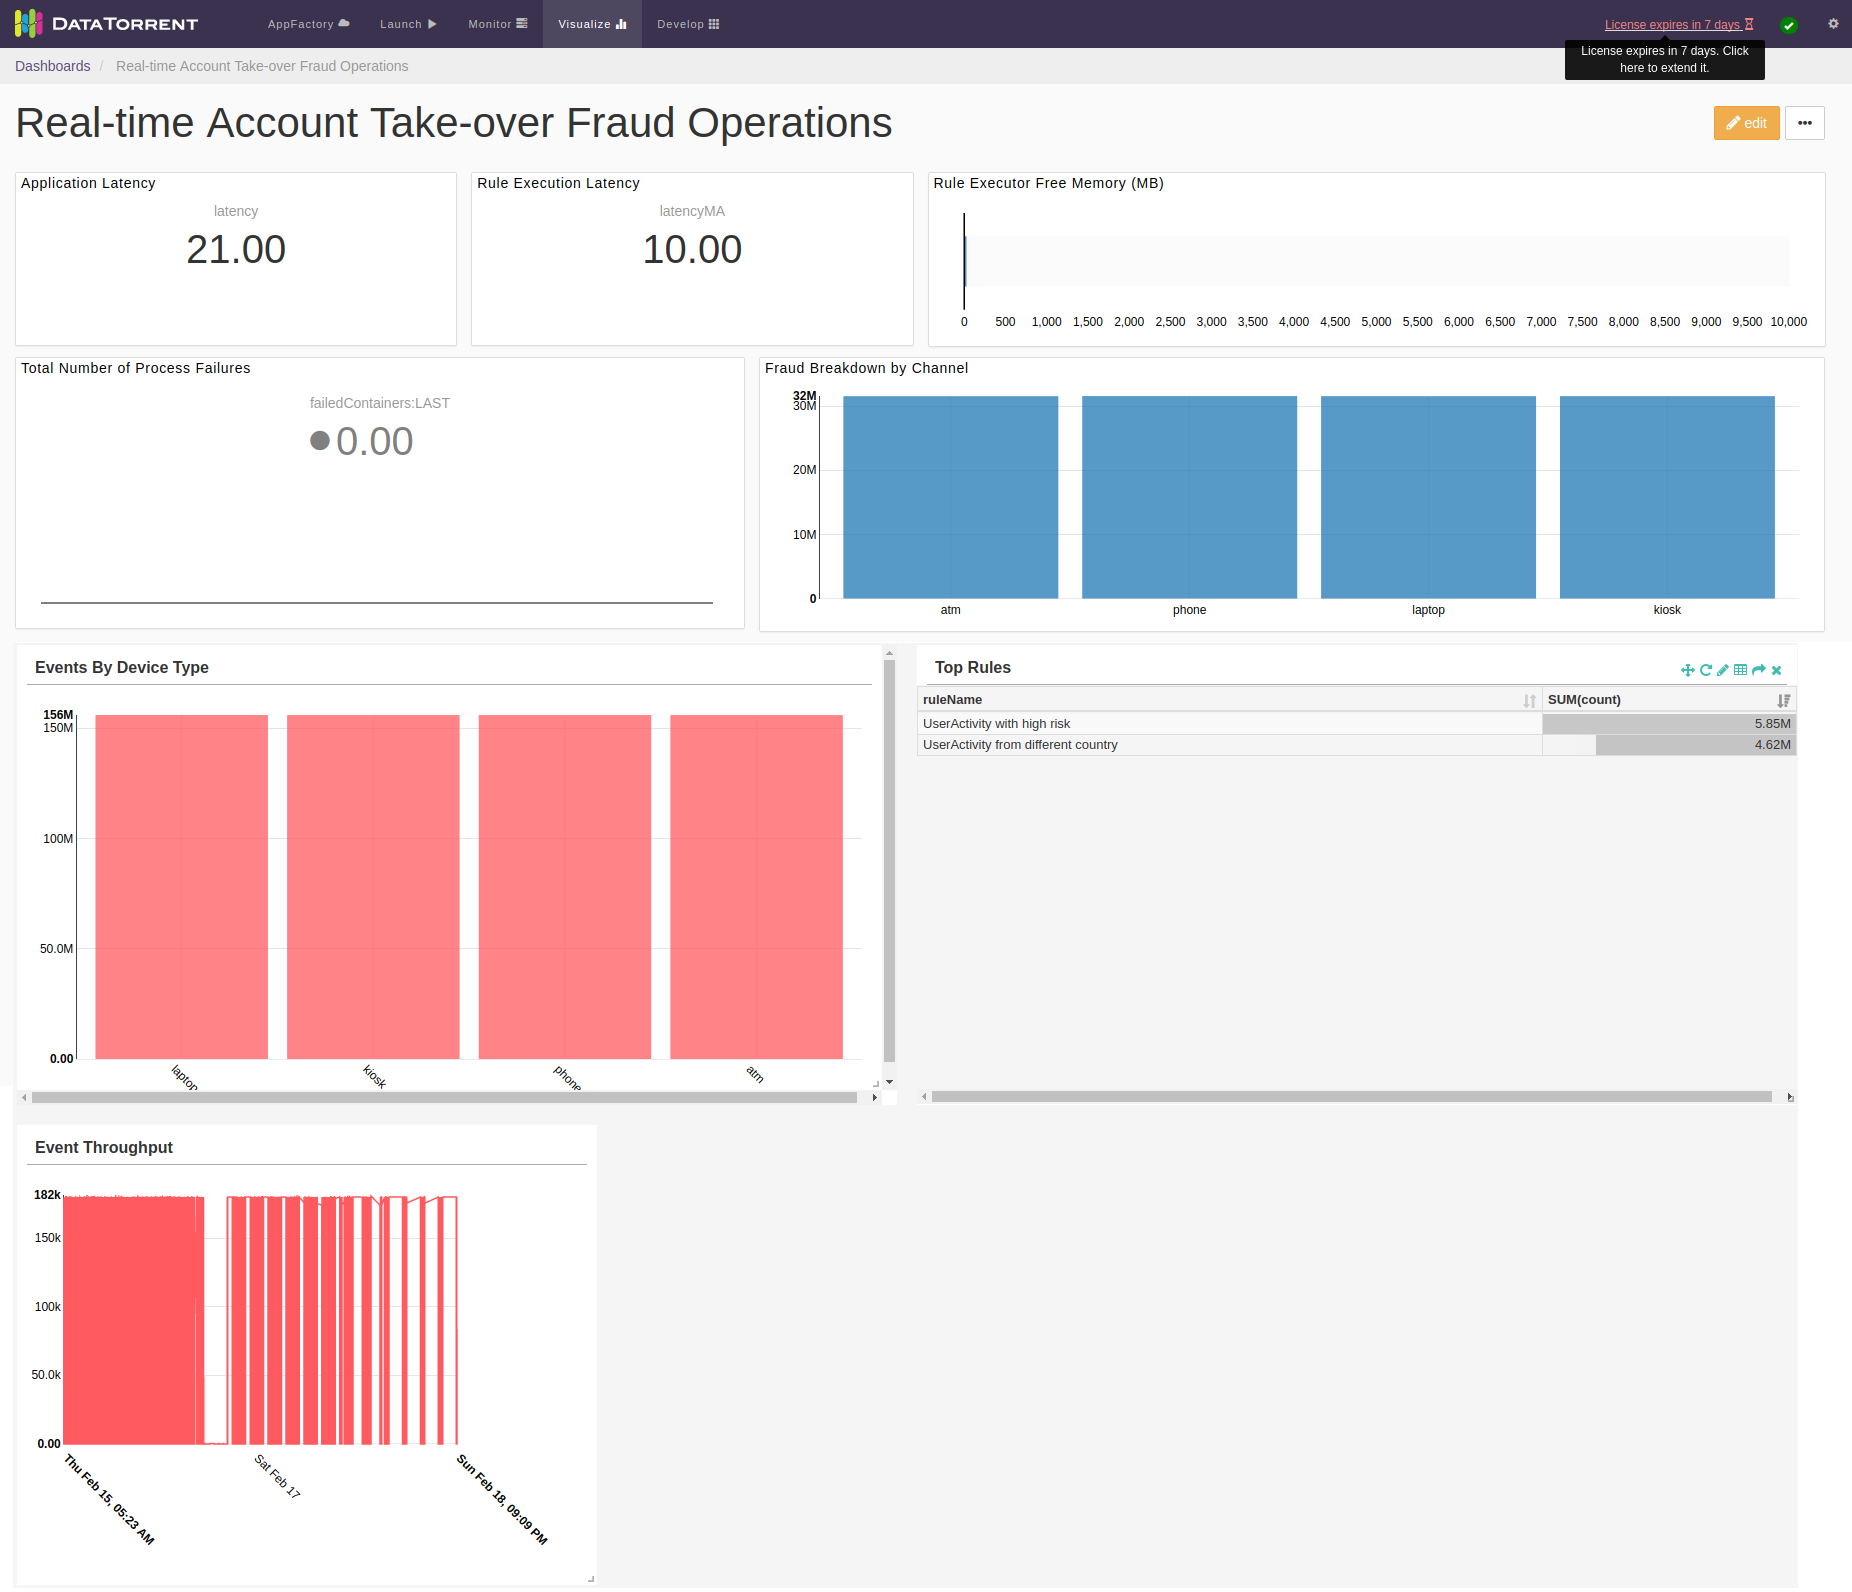 DATATORRENT
AppFactory
Launch
Monitor
Visualize
Develop
License expires in 7 days
License expires in 7 days. Click
here to extend it.
Dashboards / Real-time Account Take-over Fraud Operations
Real-time Account Take-over Fraud Operations
edit
Application Latency
latency
21.00
Rule Execution Latency
latencyMA
10.00
Rule Executor Free Memory (MB)
0 500 1,000 1,500 2,000 2,500 3,000 3,500 4,000 4,500 5,000 5,500 6,000 6,500 7,000 7,500 8,000 8,500 9,000 9,500 10,000
Total Number of Process Failures
failedContainers:LAST
0.00
Fraud Breakdown by Channel
32M
30M
20M
10M
0
atm phone laptop kiosk
Events By Device Type
156M
150M
100M
50.0M
0.00
laptop kiosk phone atm
Top Rules
ruleName SUM(count)
UserActivity with high risk 5.85M
UserActivity from different country 4.62M
Event Throughput
182k
150k
100k
50.0k
0.00
Thu Feb 15, 05:23 AM
Sat Feb 17
Sun Feb 18, 09:09 PM